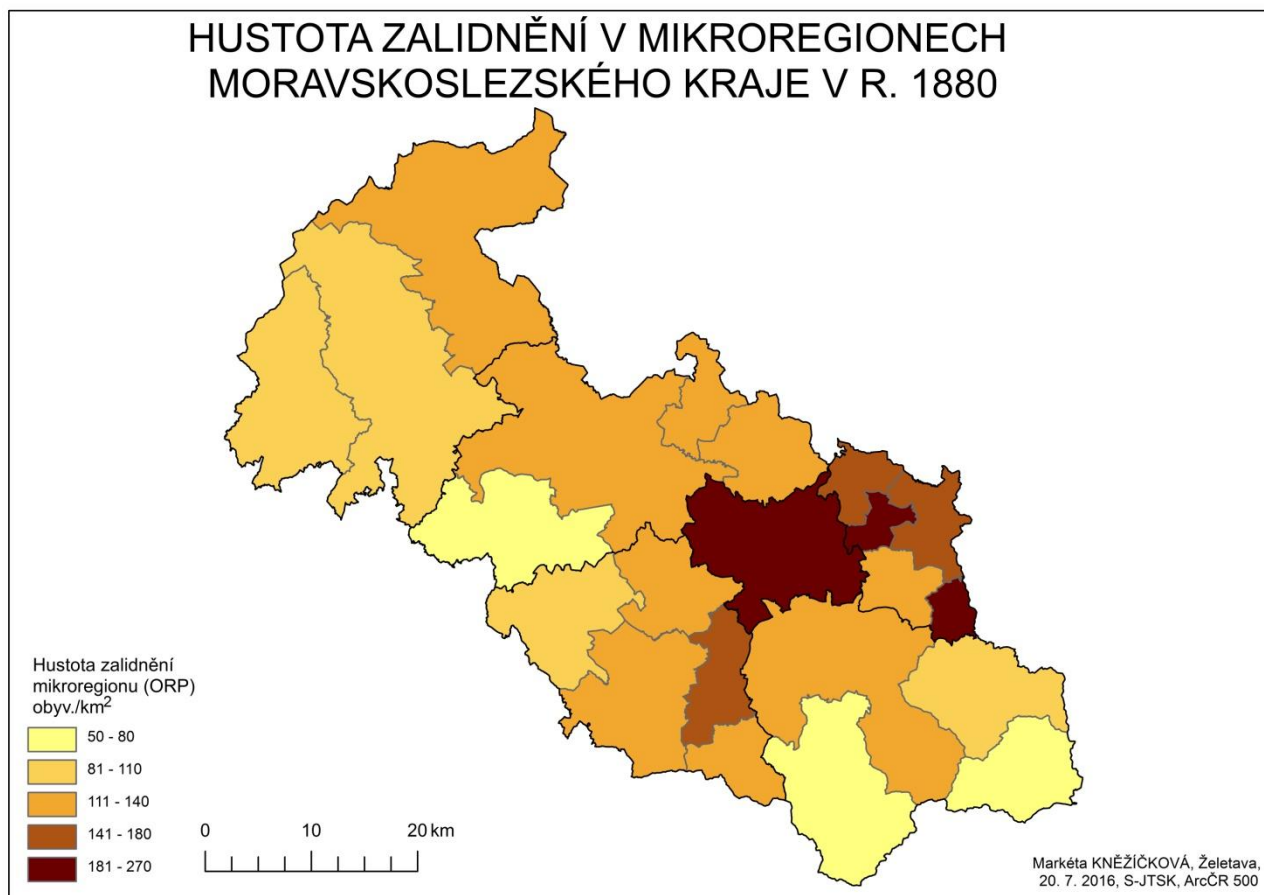 HUSTOTA ZALIDNĚNÍ V MIKROREGIONECH
MORAVSKOSLEZSKÉHO KRAJE V R. 1880
Hustota zalidnění
mikroregionu (ORP)
obyv./km²
50 - 80
81 - 110
111 - 140
141 - 180
181 - 270
0 10 20 km
Markéta KNĚŽÍČKOVÁ, Želetava,
20. 7. 2016, S-JTSK, ArcČR 500